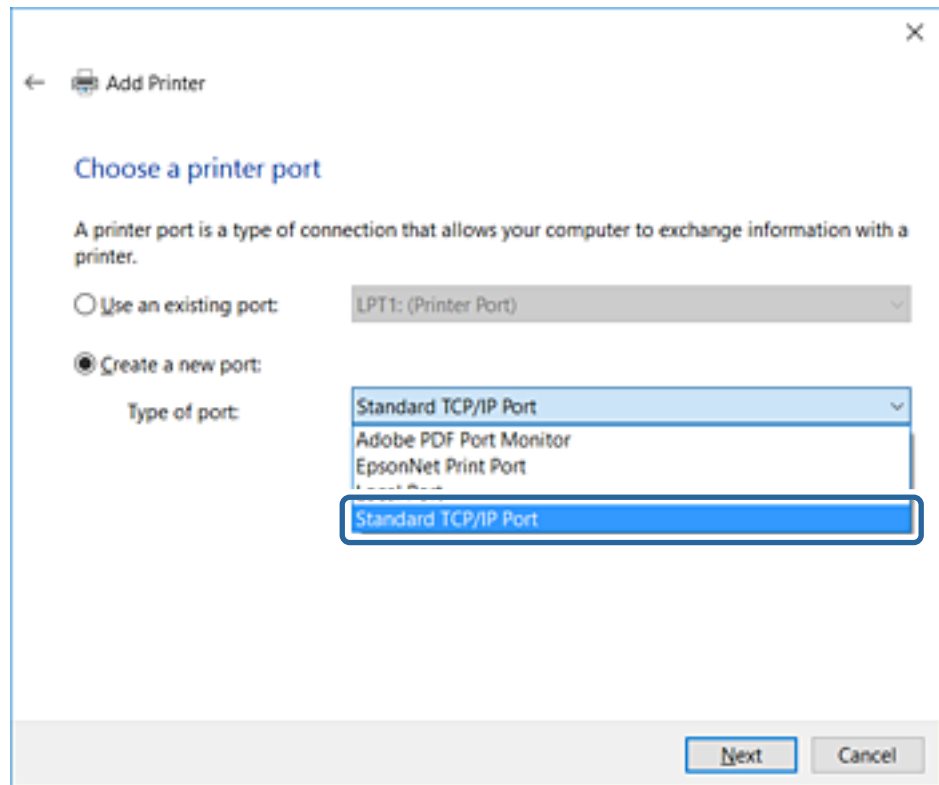 Add Printer
Choose a printer port
A printer port is a type of connection that allows your computer to exchange information with a
printer.
Use an existing port:
LPT1: (Printer Port)
Create a new port:
Type of port:
Standard TCP/IP Port
Adobe PDF Port Monitor
EpsonNet Print Port
Local Port
Standard TCP/IP Port
Next
Cancel